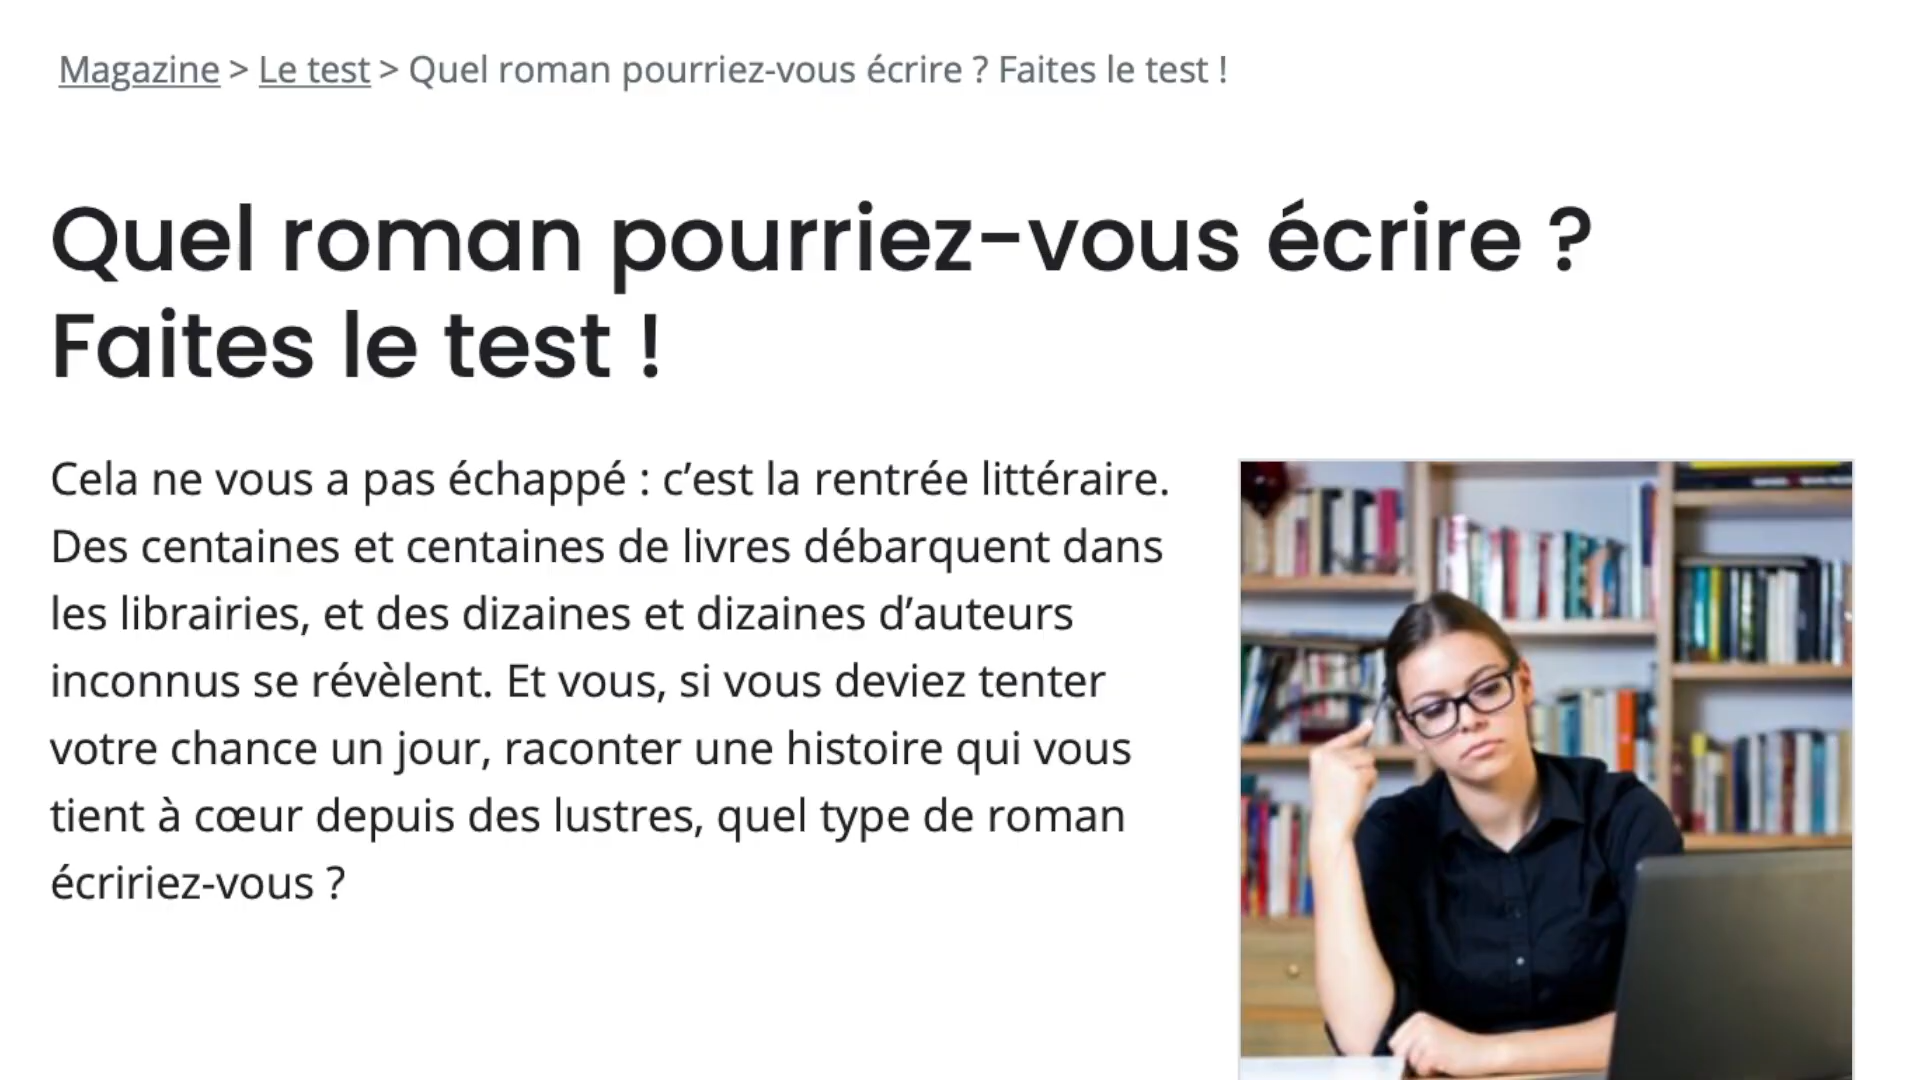 Magazine > Le test > Quel roman pourriez-vous écrire ? Faites le test !
Quel roman pourriez-vous écrire ?
Faites le test !
Cela ne vous a pas échappé : c’est la rentrée littéraire.
Des centaines et centaines de livres débarquent dans
les librairies, et des dizaines et dizaines d’auteurs
inconnus se révèlent. Et vous, si vous deviez tenter
votre chance un jour, raconter une histoire qui vous
tient à cœur depuis des lustres, quel type de roman
écririez-vous ?